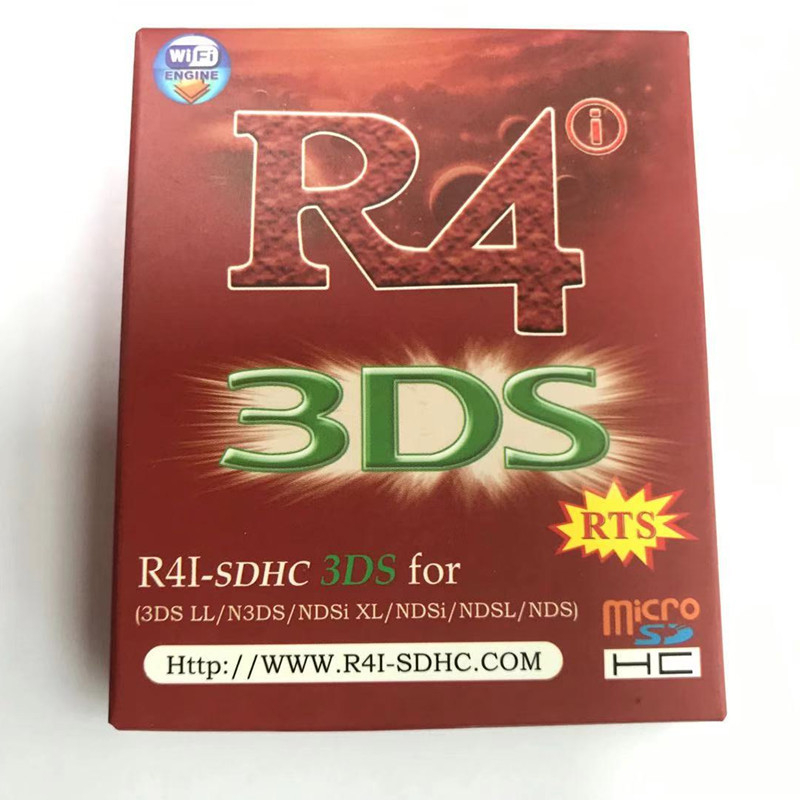 WiFi
ENGINE
R4 i
3DS
RTS
R4I-SDHC 3DS for
(3DS LL/N3DS/NDSi XL/NDSi/NDSL/NDS)
Http://WWW.R4I-SDHC.COM
micro
SD
HC